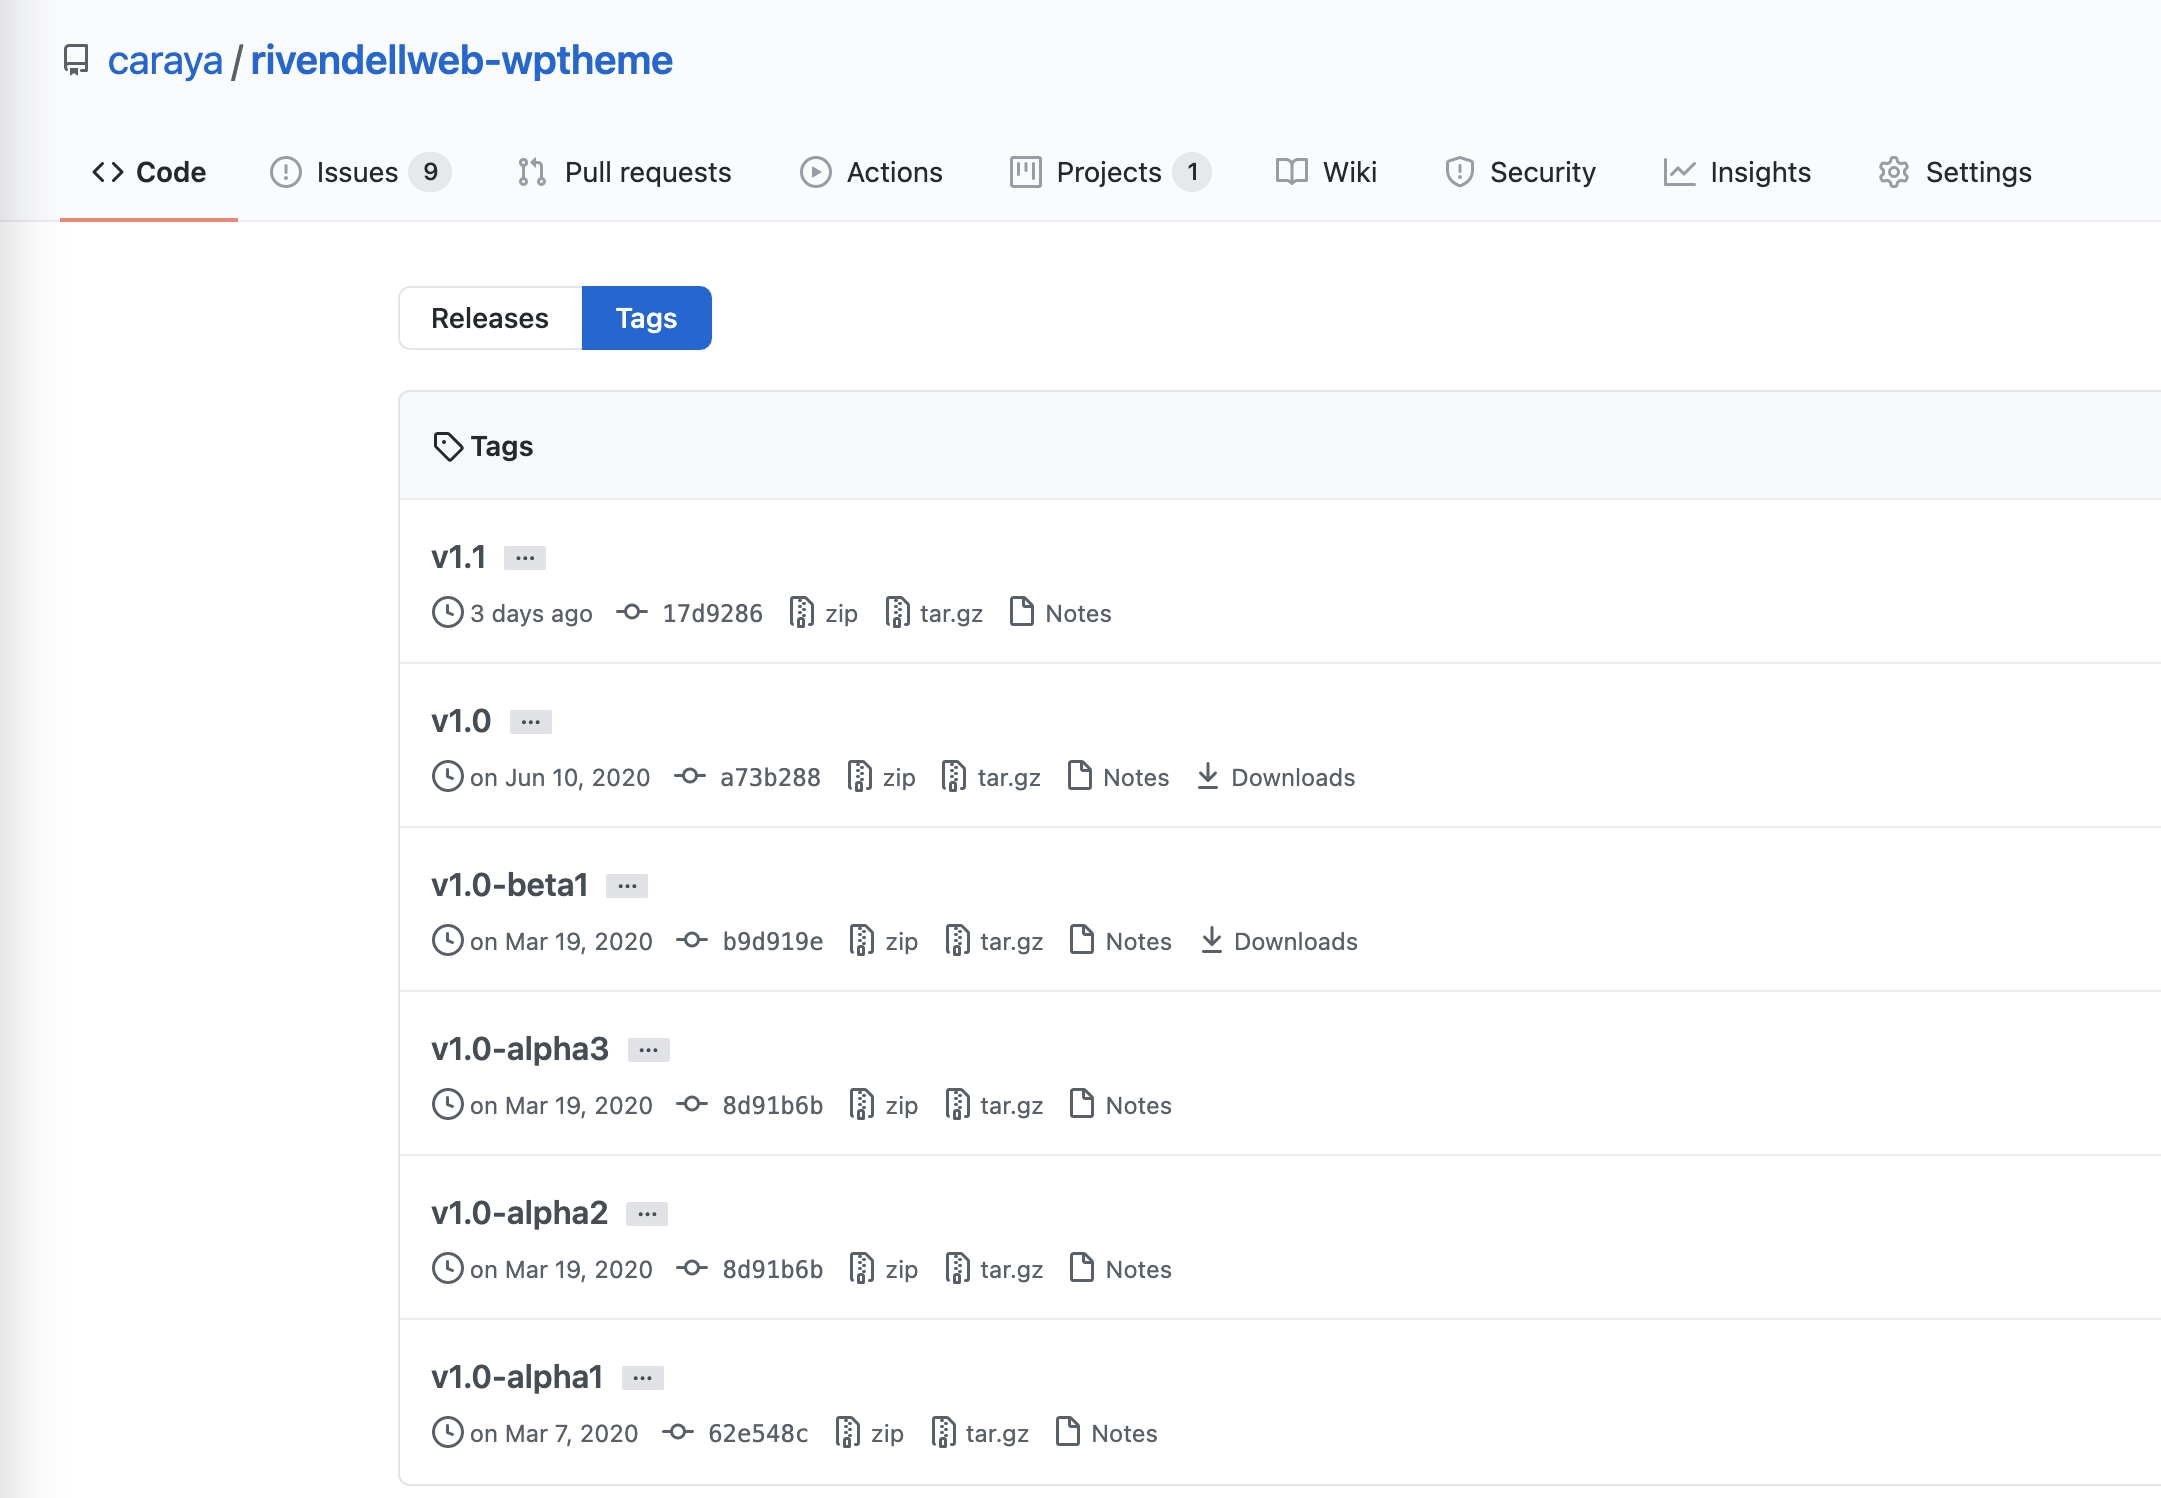 caraya / rivendellweb-wptheme
Code Issues 9 Pull requests Actions Projects 1 Wiki Security Insights Settings
Releases Tags
Tags
v1.1 ...
3 days ago 17d9286 zip tar.gz Notes
v1.0 ...
on Jun 10, 2020 a73b288 zip tar.gz Notes Downloads
v1.0-beta1 ...
on Mar 19, 2020 b9d919e zip tar.gz Notes Downloads
v1.0-alpha3 ...
on Mar 19, 2020 8d91b6b zip tar.gz Notes
v1.0-alpha2 ...
on Mar 19, 2020 8d91b6b zip tar.gz Notes
v1.0-alpha1 ...
on Mar 7, 2020 62e548c zip tar.gz Notes